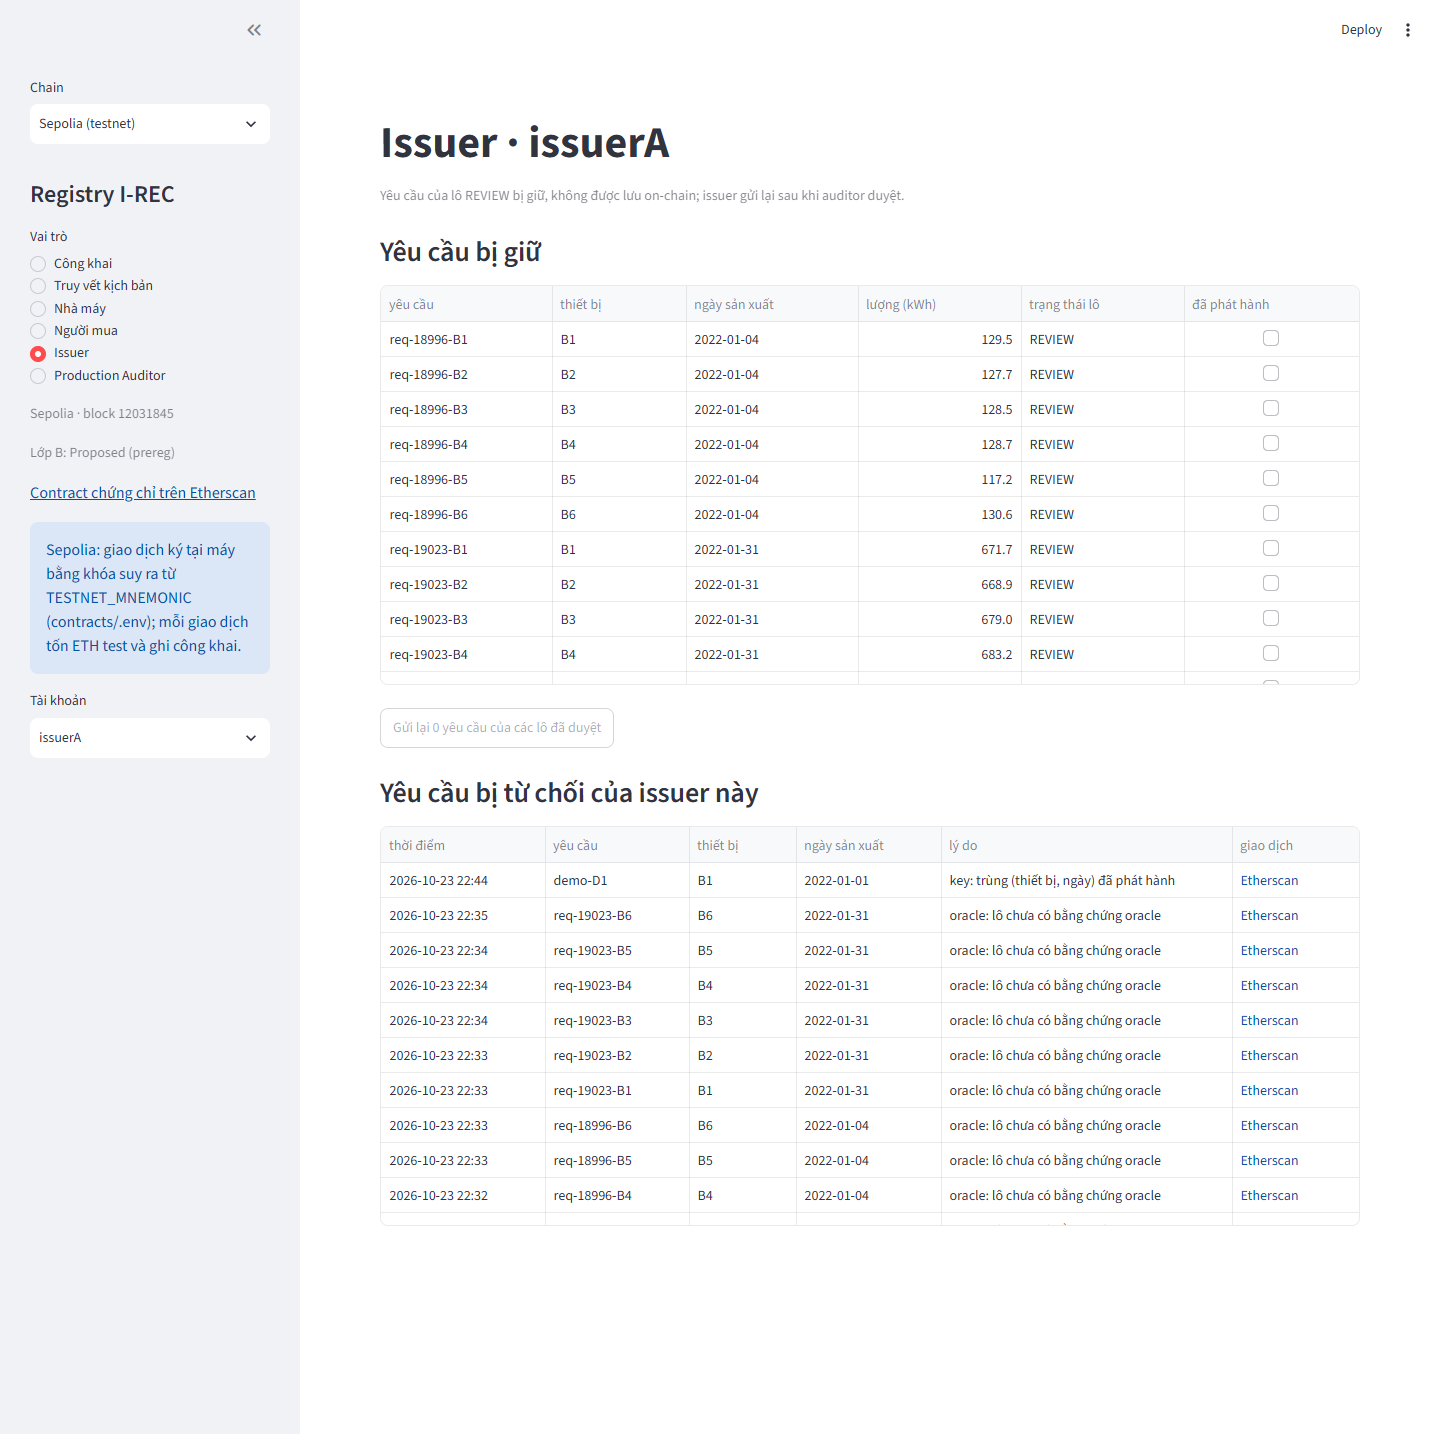 Deploy
Chain
Sepolia (testnet)
Registry I-REC
Vai trò
Công khai
Truy vết kịch bản
Nhà máy
Người mua
Issuer
Production Auditor
Sepolia · block 12031845
Lớp B: Proposed (prereg)
Contract chứng chỉ trên Etherscan
Sepolia: giao dịch ký tại máy
bằng khóa suy ra từ
TESTNET_MNEMONIC
(contracts/.env); mỗi giao dịch
tốn ETH test và ghi công khai.
Tài khoản
issuerA
Issuer · issuerA
Yêu cầu của lô REVIEW bị giữ, không được lưu on-chain; issuer gửi lại sau khi auditor duyệt.
Yêu cầu bị giữ
yêu cầu thiết bị ngày sản xuất lượng (kWh) trạng thái lô đã phát hành
req-18996-B1 B1 2022-01-04 129.5 REVIEW
req-18996-B2 B2 2022-01-04 127.7 REVIEW
req-18996-B3 B3 2022-01-04 128.5 REVIEW
req-18996-B4 B4 2022-01-04 128.7 REVIEW
req-18996-B5 B5 2022-01-04 117.2 REVIEW
req-18996-B6 B6 2022-01-04 130.6 REVIEW
req-19023-B1 B1 2022-01-31 671.7 REVIEW
req-19023-B2 B2 2022-01-31 668.9 REVIEW
req-19023-B3 B3 2022-01-31 679.0 REVIEW
req-19023-B4 B4 2022-01-31 683.2 REVIEW
Gửi lại 0 yêu cầu của các lô đã duyệt
Yêu cầu bị từ chối của issuer này
thời điểm yêu cầu thiết bị ngày sản xuất lý do giao dịch
2026-10-23 22:44 demo-D1 B1 2022-01-01 key: trùng (thiết bị, ngày) đã phát hành Etherscan
2026-10-23 22:35 req-19023-B6 B6 2022-01-31 oracle: lô chưa có bằng chứng oracle Etherscan
2026-10-23 22:34 req-19023-B5 B5 2022-01-31 oracle: lô chưa có bằng chứng oracle Etherscan
2026-10-23 22:34 req-19023-B4 B4 2022-01-31 oracle: lô chưa có bằng chứng oracle Etherscan
2026-10-23 22:34 req-19023-B3 B3 2022-01-31 oracle: lô chưa có bằng chứng oracle Etherscan
2026-10-23 22:33 req-19023-B2 B2 2022-01-31 oracle: lô chưa có bằng chứng oracle Etherscan
2026-10-23 22:33 req-19023-B1 B1 2022-01-31 oracle: lô chưa có bằng chứng oracle Etherscan
2026-10-23 22:33 req-18996-B6 B6 2022-01-04 oracle: lô chưa có bằng chứng oracle Etherscan
2026-10-23 22:33 req-18996-B5 B5 2022-01-04 oracle: lô chưa có bằng chứng oracle Etherscan
2026-10-23 22:32 req-18996-B4 B4 2022-01-04 oracle: lô chưa có bằng chứng oracle Etherscan